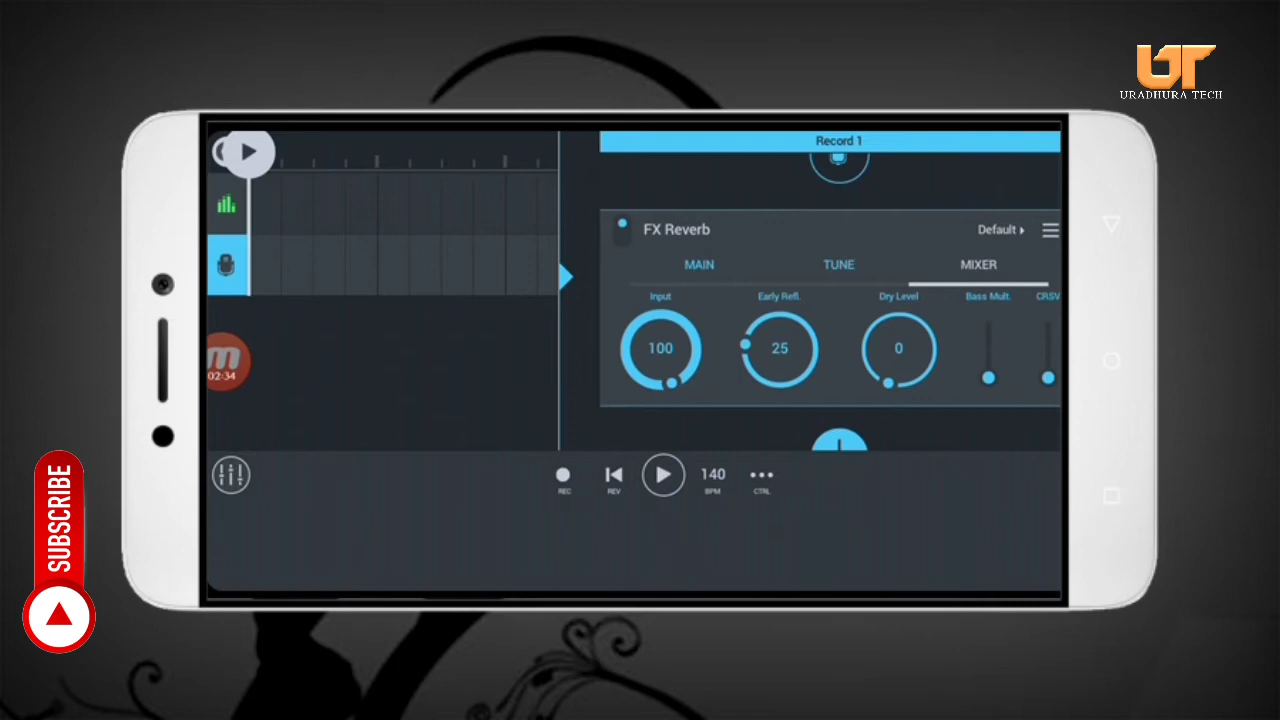 UT
URADHURA TECH
Record 1
FX Reverb
Default
MAIN
TUNE
MIXER
Input
Early Refl.
Dry Level
Bass Mult.
100
25
0
m
02:34
SUBSCRIBE
140
REC
REV
BPM
CTRL